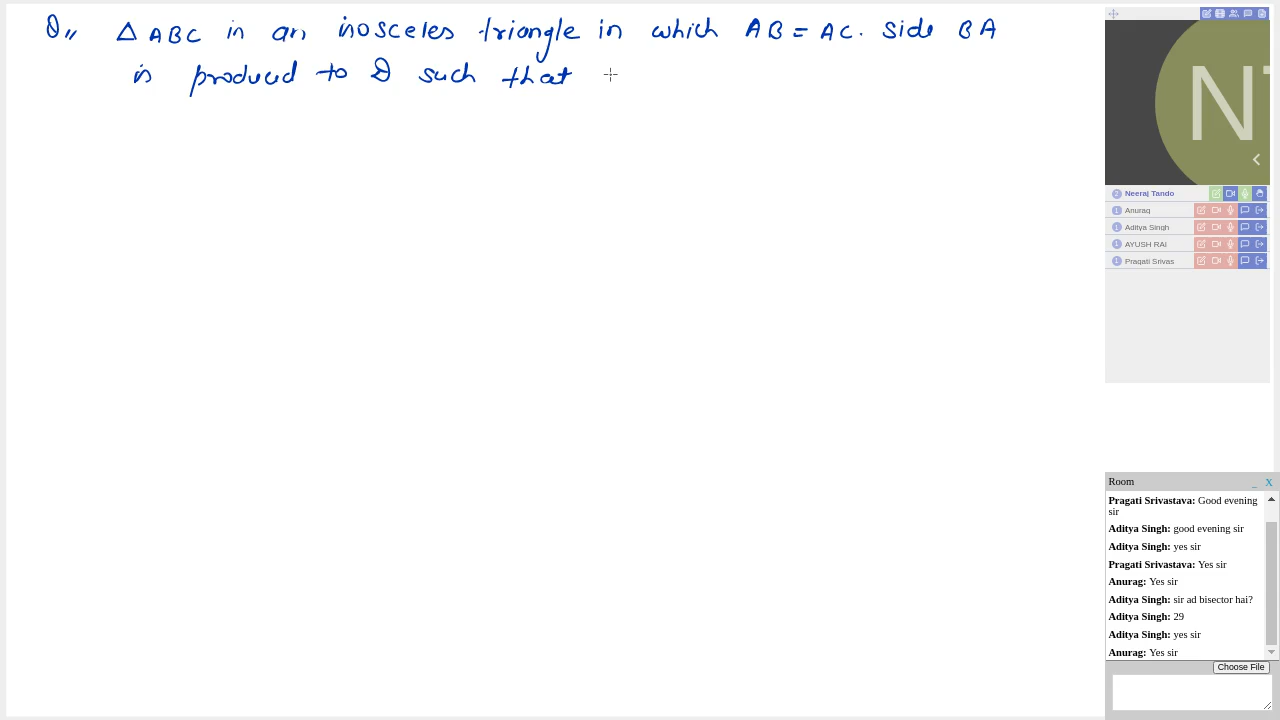 Q,, △ ABC is an isosceles triangle in which AB = AC. side BA
is produced to D such that
NT
Neeraj Tando
Anurag
Aditya Singh
AYUSH RAI
Pragati Srivas
Room _ X
Pragati Srivastava: Good evening
sir
Aditya Singh: good evening sir
Aditya Singh: yes sir
Pragati Srivastava: Yes sir
Anurag: Yes sir
Aditya Singh: sir ad bisector hai?
Aditya Singh: 29
Aditya Singh: yes sir
Anurag: Yes sir
Choose File